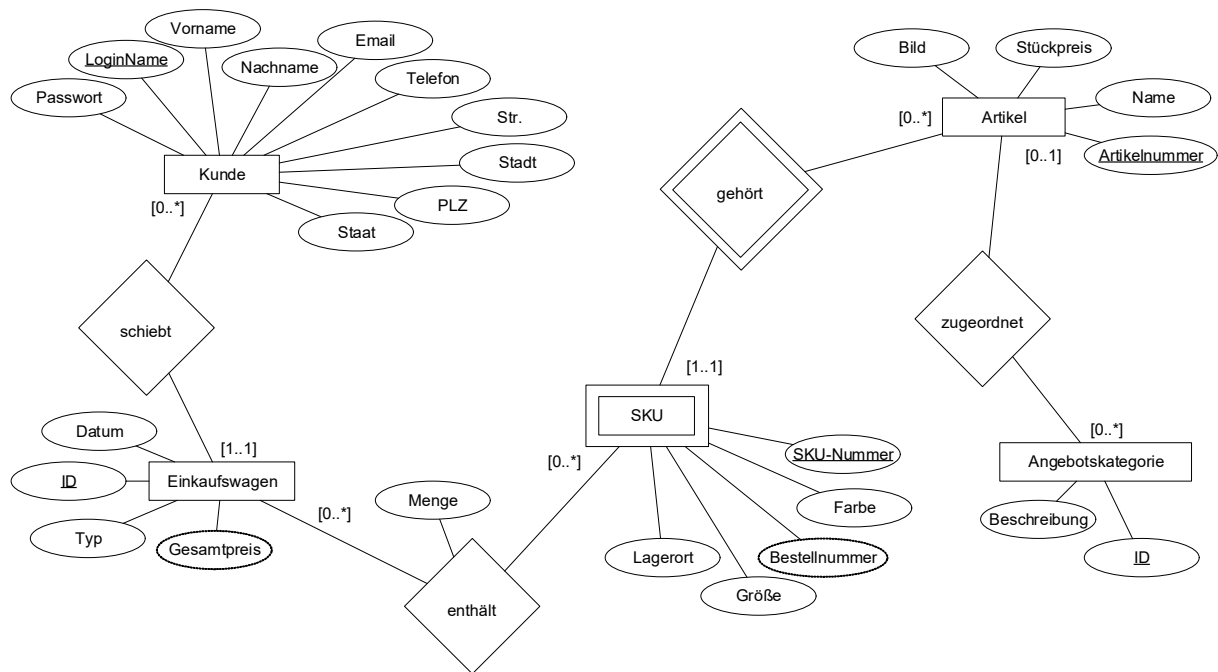 Vorname
Email
LoginName
Nachname
Telefon
Passwort
Str.
Stadt
PLZ
Staat
Kunde
[0..*]
schiebt
[1..1]
Datum
ID
Typ
Gesamtpreis
Einkaufswagen
[0..*]
Menge
enthält
[0..*]
SKU
[1..1]
SKU-Nummer
Farbe
Bestellnummer
Größe
Lagerort
gehört
[0..*]
Bild
Stückpreis
Name
Artikelnummer
Artikel
[0..1]
zugeordnet
[0..*]
Angebotskategorie
Beschreibung
ID